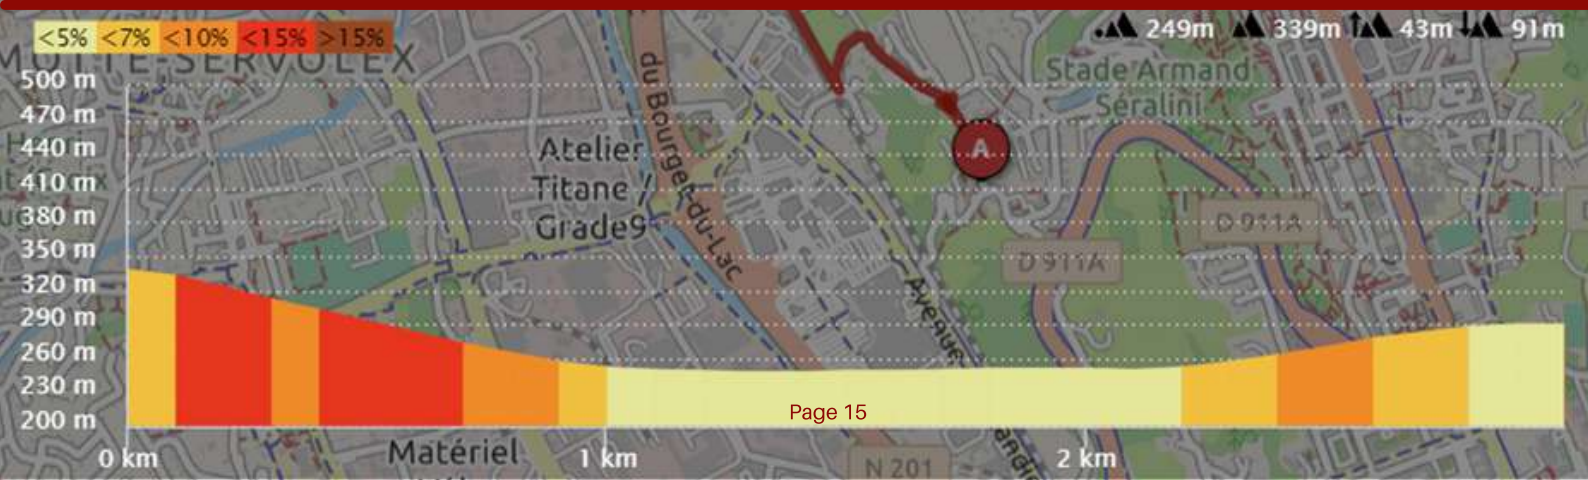 <5% <7% <10% <15% >15%
249m 339m 43m 91m
MOTTE-SERVOLEX
Stade Armand
Séralini
du Bourget-du-Lac
500 m
470 m
440 m
410 m
380 m
350 m
320 m
290 m
260 m
230 m
200 m
Atelier
Titane /
Grade9
A
D 911A
D 911A
Avenue
Page 15
0 km 1 km 2 km
Matériel
N 201